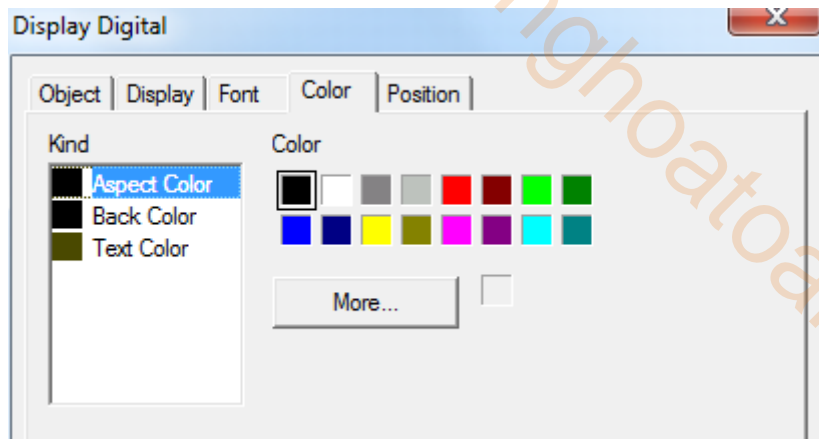 Display Digital
Object Display Font Color Position
Kind
Color
Aspect Color
Back Color
Text Color
More...